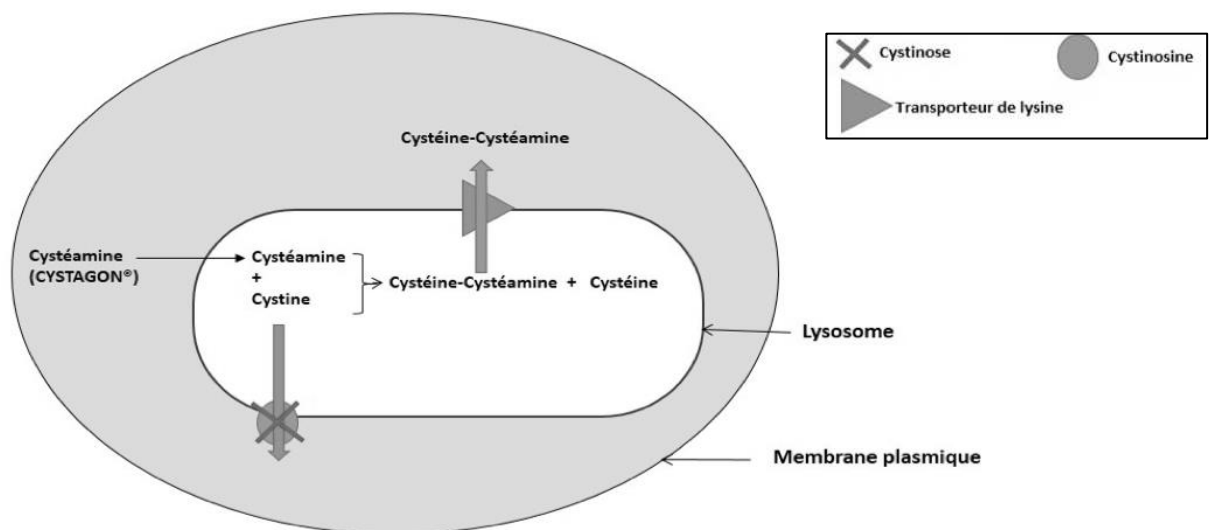 Cystinose
Cystinosine
Transporteur de lysine
Cystéine-Cystéamine
Cystéamine
(CYSTAGON®)
Cystéamine
+
Cystine
Cystéine-Cystéamine + Cystéine
Lysosome
Membrane plasmique